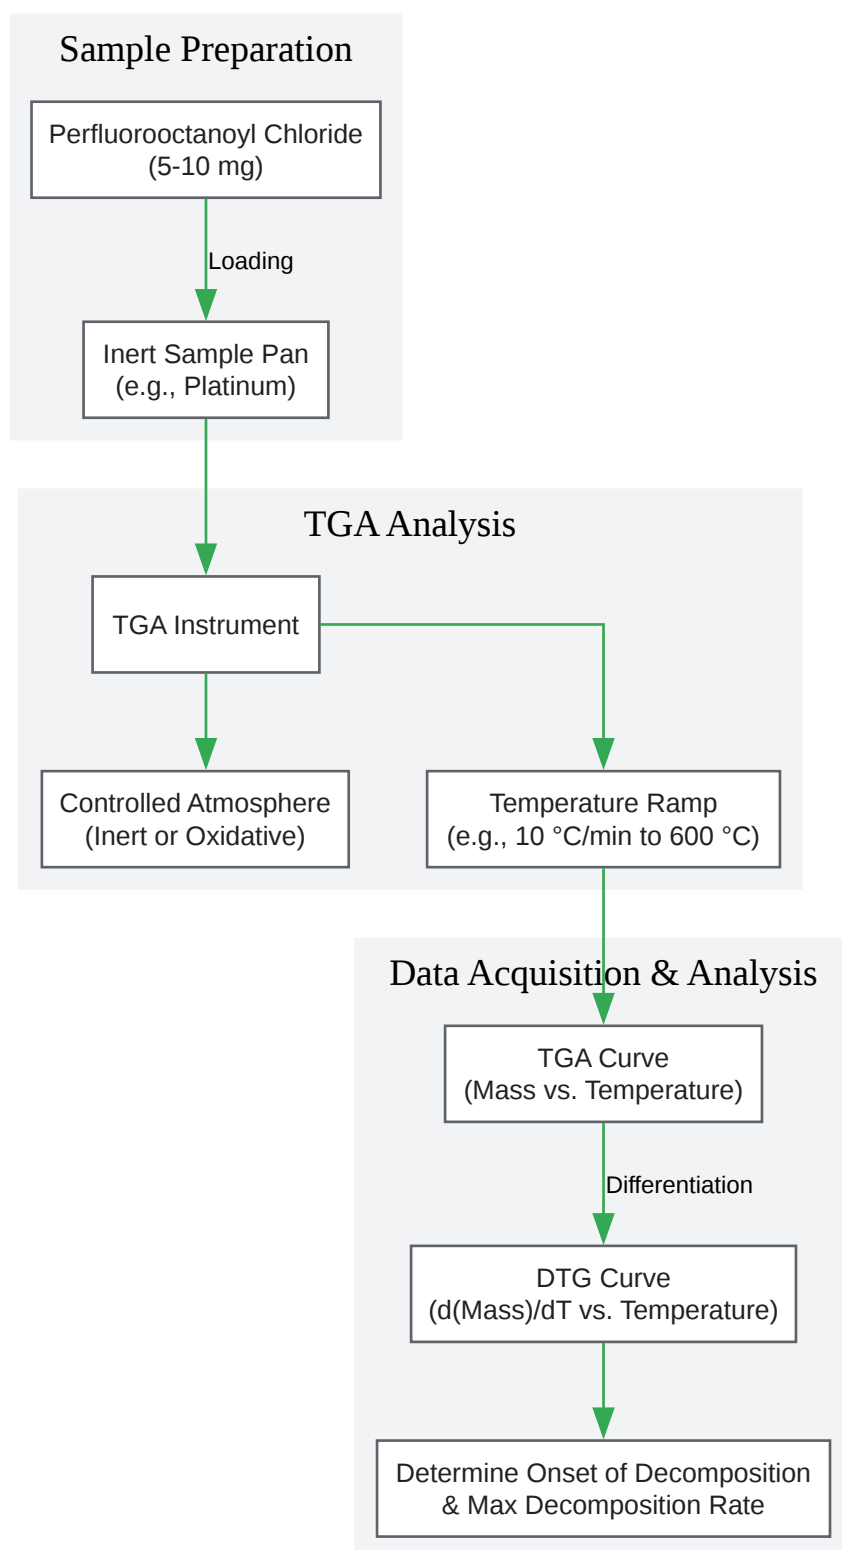 Sample Preparation
Perfluorooctanoyl Chloride
(5-10 mg)
Loading
Inert Sample Pan
(e.g., Platinum)
TGA Analysis
TGA Instrument
Controlled Atmosphere
(Inert or Oxidative)
Temperature Ramp
(e.g., 10 °C/min to 600 °C)
Data Acquisition & Analysis
TGA Curve
(Mass vs. Temperature)
Differentiation
DTG Curve
(d(Mass)/dT vs. Temperature)
Determine Onset of Decomposition
& Max Decomposition Rate